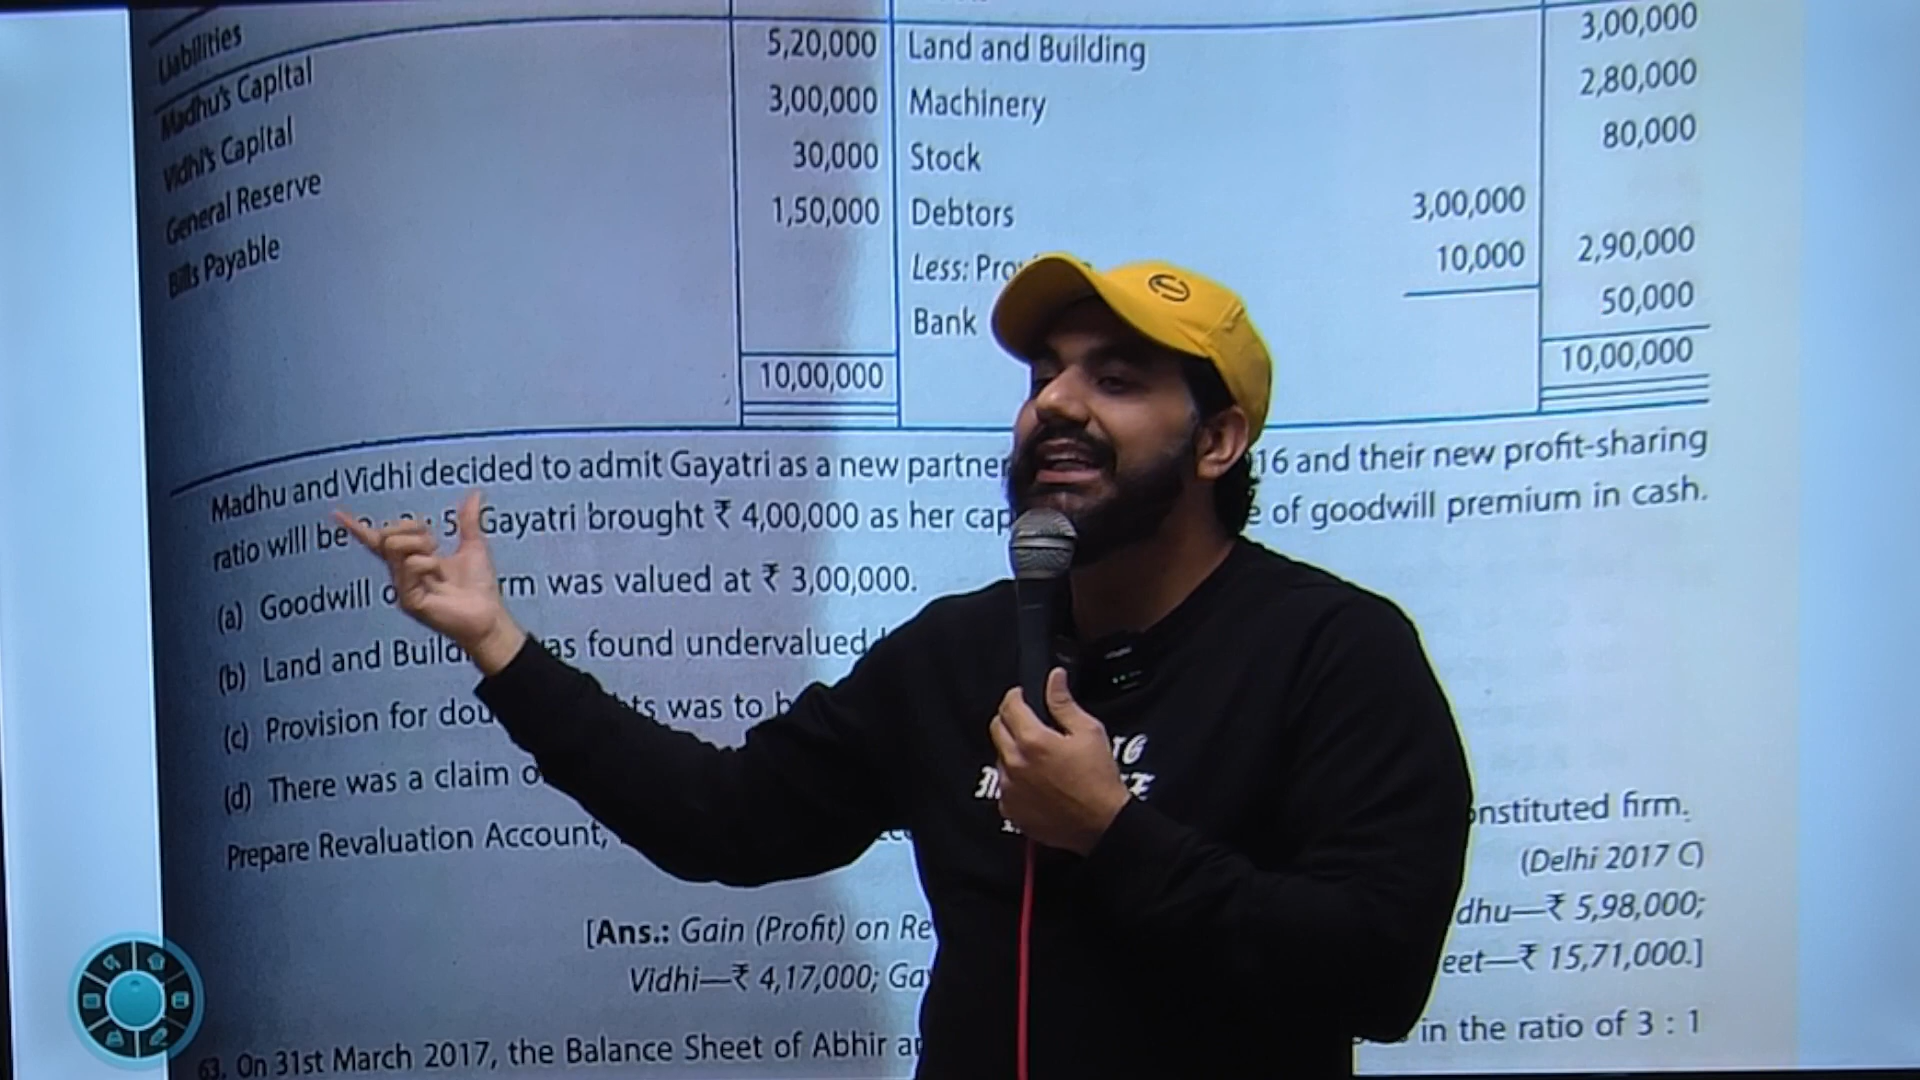 Liabilities
3,00,000
Madhu's Capital 5,20,000 Land and Building 2,80,000
Vidhi's Capital 3,00,000 Machinery 80,000
General Reserve 30,000 Stock
Bills Payable 1,50,000 Debtors 3,00,000
Less: 10,000 2,90,000
Bank 50,000
10,00,000 10,00,000
Madhu and Vidhi decided to admit Gayatri as a new partner 16 and their new profit-sharing
ratio will be : 5 Gayatri brought ₹ 4,00,000 as her cap of goodwill premium in cash.
(a) Goodwill rm was valued at ₹ 3,00,000.
(b) Land and Build as found undervalued
(c) Provision for dou ts was to b
(d) There was a claim o
Prepare Revaluation Account, onstituted firm.
(Delhi 2017 C)
[Ans.: Gain (Profit) on Re dhu—₹ 5,98,000;
Vidhi—₹ 4,17,000; Ga eet—₹ 15,71,000.]
63. On 31st March 2017, the Balance Sheet of Abhir in the ratio of 3 : 1